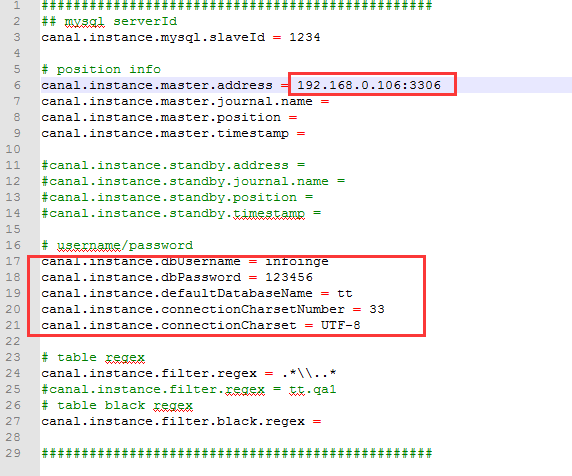 1 #################################################
2 ## mysql serverId
3 canal.instance.mysql.slaveId = 1234
4
5 # position info
6 canal.instance.master.address = 192.168.0.106:3306
7 canal.instance.master.journal.name =
8 canal.instance.master.position =
9 canal.instance.master.timestamp =
10
11 #canal.instance.standby.address =
12 #canal.instance.standby.journal.name =
13 #canal.instance.standby.position =
14 #canal.instance.standby.timestamp =
15
16 # username/password
17 canal.instance.dbUsername = infoinge
18 canal.instance.dbPassword = 123456
19 canal.instance.defaultDatabaseName = tt
20 canal.instance.connectionCharsetNumber = 33
21 canal.instance.connectionCharset = UTF-8
22
23 # table regex
24 canal.instance.filter.regex = .*\\..*
25 #canal.instance.filter.regex = tt.qa1
26 # table black regex
27 canal.instance.filter.black.regex =
28
29 #################################################